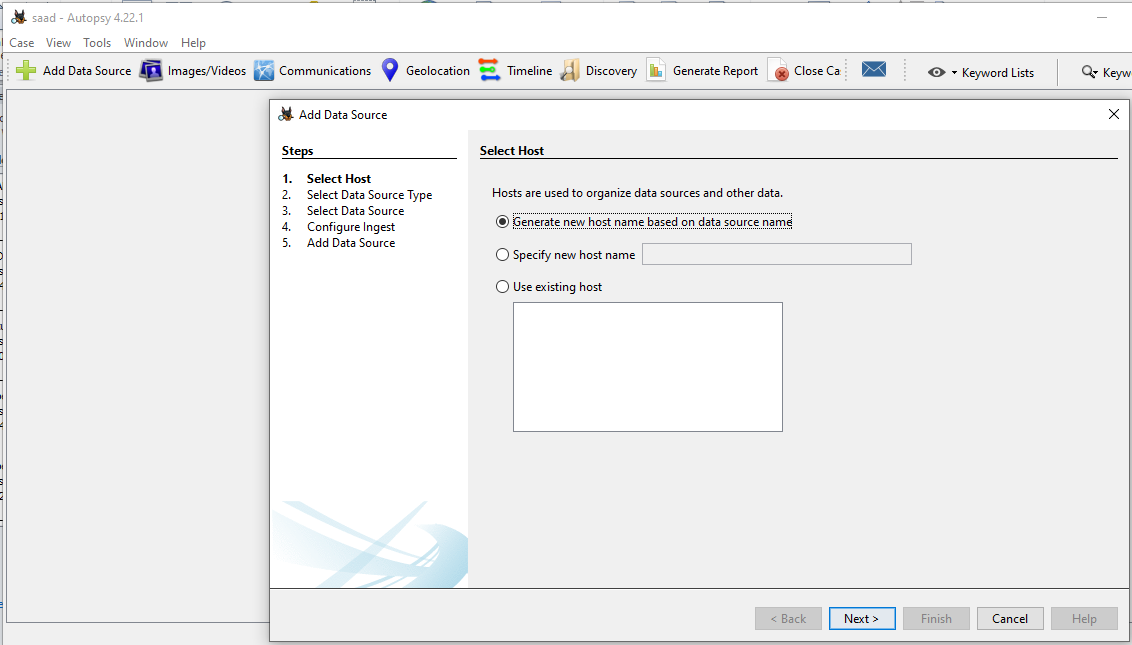 saad - Autopsy 4.22.1
Case View Tools Window Help
Add Data Source Images/Videos Communications Geolocation Timeline Discovery Generate Report Close Ca Keyword Lists Keyw
Add Data Source
Steps
1. Select Host
2. Select Data Source Type
3. Select Data Source
4. Configure Ingest
5. Add Data Source
Select Host
Hosts are used to organize data sources and other data.
Generate new host name based on data source name
Specify new host name
Use existing host
< Back Next > Finish Cancel Help